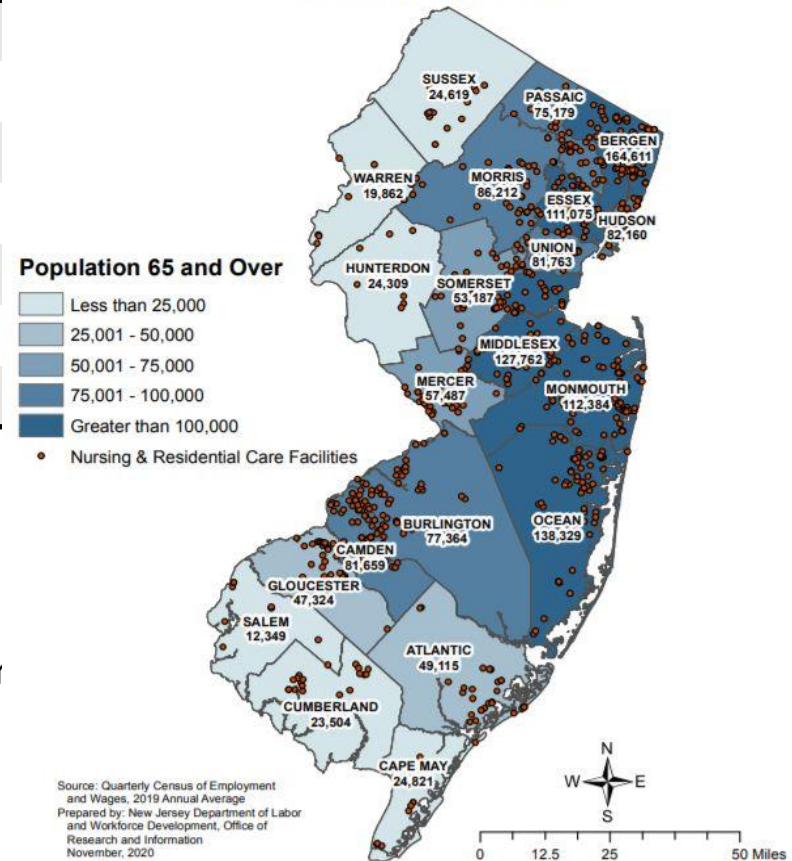 SUSSEX
24,619
PASSAIC
75,179
BERGEN
164,611
WARREN
19,862
MORRIS
86,212
ESSEX
111,075
HUDSON
82,160
UNION
81,763
HUNTERDON
24,309
SOMERSET
53,187
Population 65 and Over
Less than 25,000
25,001 - 50,000
50,001 - 75,000
75,001 - 100,000
Greater than 100,000
Nursing & Residential Care Facilities
MIDDLESEX
127,762
MERCER
57,487
MONMOUTH
112,384
OCEAN
138,329
BURLINGTON
77,364
CAMDEN
81,659
GLOUCESTER
47,324
SALEM
12,349
ATLANTIC
49,115
CUMBERLAND
23,504
CAPE MAY
24,821
Source: Quarterly Census of Employment
and Wages, 2019 Annual Average
Prepared by: New Jersey Department of Labor
and Workforce Development, Office of
Research and Information
November, 2020
N
W E
S
0 12.5 25 50 Miles